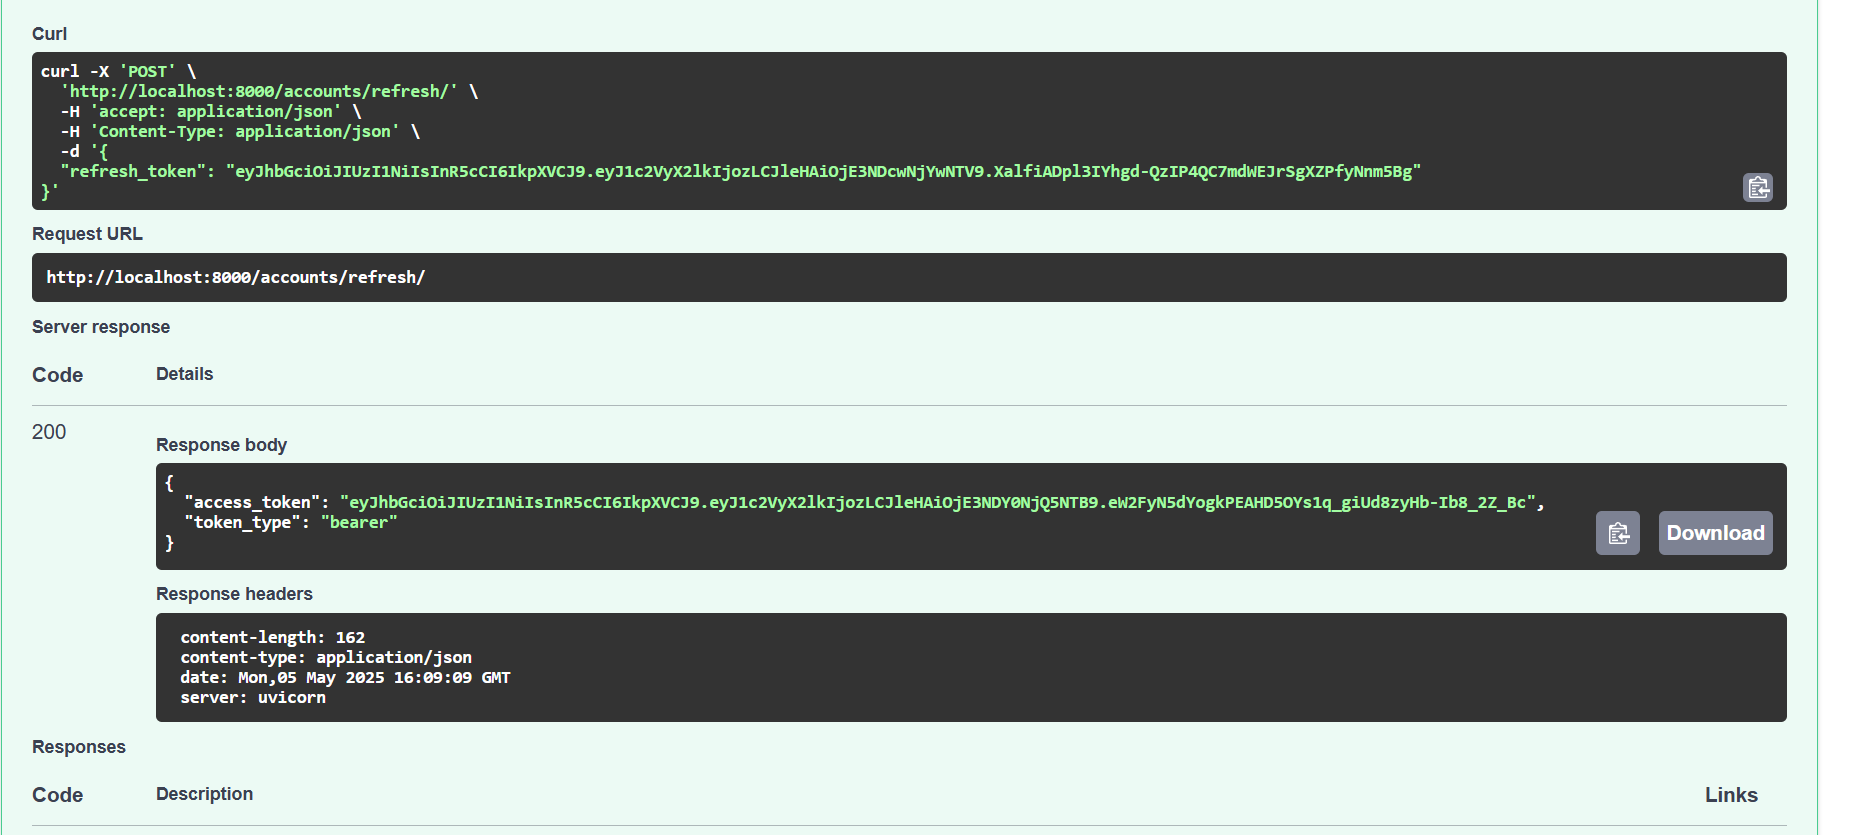 Curl
curl -X 'POST' \
'http://localhost:8000/accounts/refresh/' \
-H 'accept: application/json' \
-H 'Content-Type: application/json' \
-d '{
"refresh_token": "eyJhbGciOiJIUzI1NiIsInR5cCI6IkpXVCJ9.eyJ1c2VyX2lkIjozLCJleHAiOjE3NDcwNjYwNTV9.XalfiADpl3IYhgd-QzIP4QC7mdWEJrSgXZPfyNnm5Bg"
}'
Request URL
http://localhost:8000/accounts/refresh/
Server response
Code Details
200
Response body
{
"access_token": "eyJhbGciOiJIUzI1NiIsInR5cCI6IkpXVCJ9.eyJ1c2VyX2lkIjozLCJleHAiOjE3NDY0NjQ5NTB9.eW2FyN5dYogkPEAHD5OYs1q_giUd8zyHb-Ib8_2Z_Bc",
"token_type": "bearer"
}
Download
Response headers
content-length: 162
content-type: application/json
date: Mon,05 May 2025 16:09:09 GMT
server: uvicorn
Responses
Code Description Links